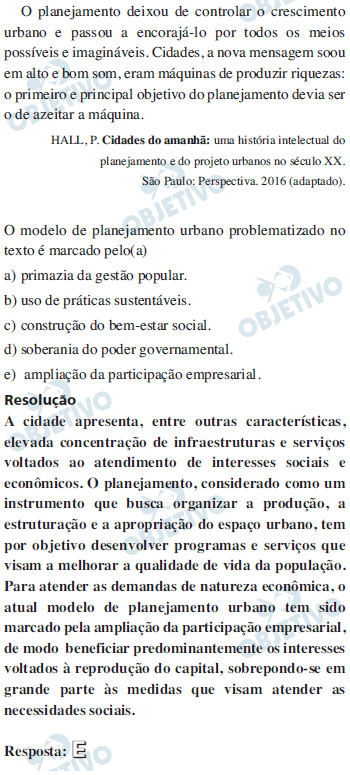 O planejamento deixou de controlar o crescimento
urbano e passou a encorajá-lo por todos os meios
possíveis e imagináveis. Cidades, a nova mensagem soou
em alto e bom som, eram máquinas de produzir riquezas:
o primeiro e principal objetivo do planejamento devia ser
o de azeitar a máquina.
HALL, P. Cidades do amanhã: uma história intelectual do
planejamento e do projeto urbanos no século XX.
São Paulo: Perspectiva. 2016 (adaptado).
O modelo de planejamento urbano problematizado no
texto é marcado pelo(a)
a) primazia da gestão popular.
b) uso de práticas sustentáveis.
c) construção do bem-estar social.
d) soberania do poder governamental.
e) ampliação da participação empresarial.
Resolução
A cidade apresenta, entre outras características,
elevada concentração de infraestruturas e serviços
voltados ao atendimento de interesses sociais e
econômicos. O planejamento, considerado como um
instrumento que busca organizar a produção, a
estruturação e a apropriação do espaço urbano, tem
por objetivo desenvolver programas e serviços que
visam a melhorar a qualidade de vida da população.
Para atender as demandas de natureza econômica, o
atual modelo de planejamento urbano tem sido
marcado pela ampliação da participação empresarial,
de modo beneficiar predominantemente os interesses
voltados à reprodução do capital, sobrepondo-se em
grande parte às medidas que visam atender as
necessidades sociais.
Resposta: E
OBJETIVO
OBJETIVO
OBJETIVO
OBJETIVO
OBJETIVO
OBJETIVO
OBJETIVO
OBJETIVO